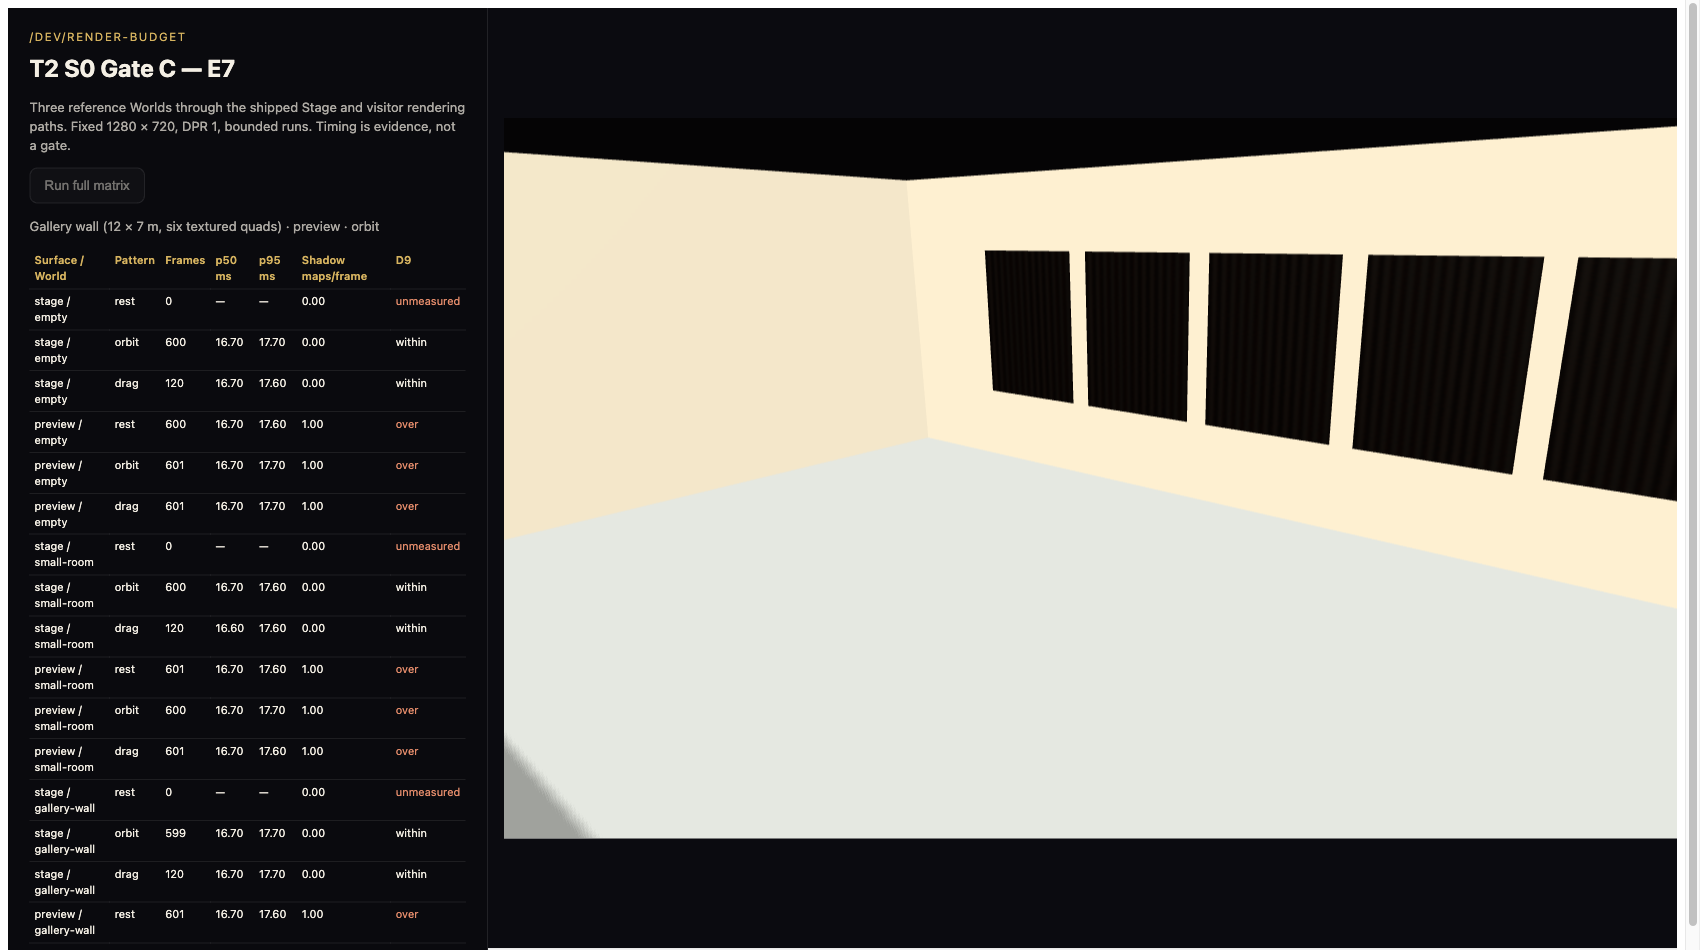 /DEV/RENDER-BUDGET
T2 S0 Gate C — E7
Three reference Worlds through the shipped Stage and visitor rendering
paths. Fixed 1280 × 720, DPR 1, bounded runs. Timing is evidence, not
a gate.
Run full matrix
Gallery wall (12 × 7 m, six textured quads) · preview · orbit
Surface / World Pattern Frames p50 ms p95 ms Shadow maps/frame D9
stage / empty rest 0 — — 0.00 unmeasured
stage / empty orbit 600 16.70 17.70 0.00 within
stage / empty drag 120 16.70 17.60 0.00 within
preview / empty rest 600 16.70 17.60 1.00 over
preview / empty orbit 601 16.70 17.70 1.00 over
preview / empty drag 601 16.70 17.70 1.00 over
stage / small-room rest 0 — — 0.00 unmeasured
stage / small-room orbit 600 16.70 17.60 0.00 within
stage / small-room drag 120 16.60 17.60 0.00 within
preview / small-room rest 601 16.70 17.60 1.00 over
preview / small-room orbit 600 16.70 17.70 1.00 over
preview / small-room drag 601 16.70 17.60 1.00 over
stage / gallery-wall rest 0 — — 0.00 unmeasured
stage / gallery-wall orbit 599 16.70 17.70 0.00 within
stage / gallery-wall drag 120 16.70 17.70 0.00 within
preview / gallery-wall rest 601 16.70 17.60 1.00 over